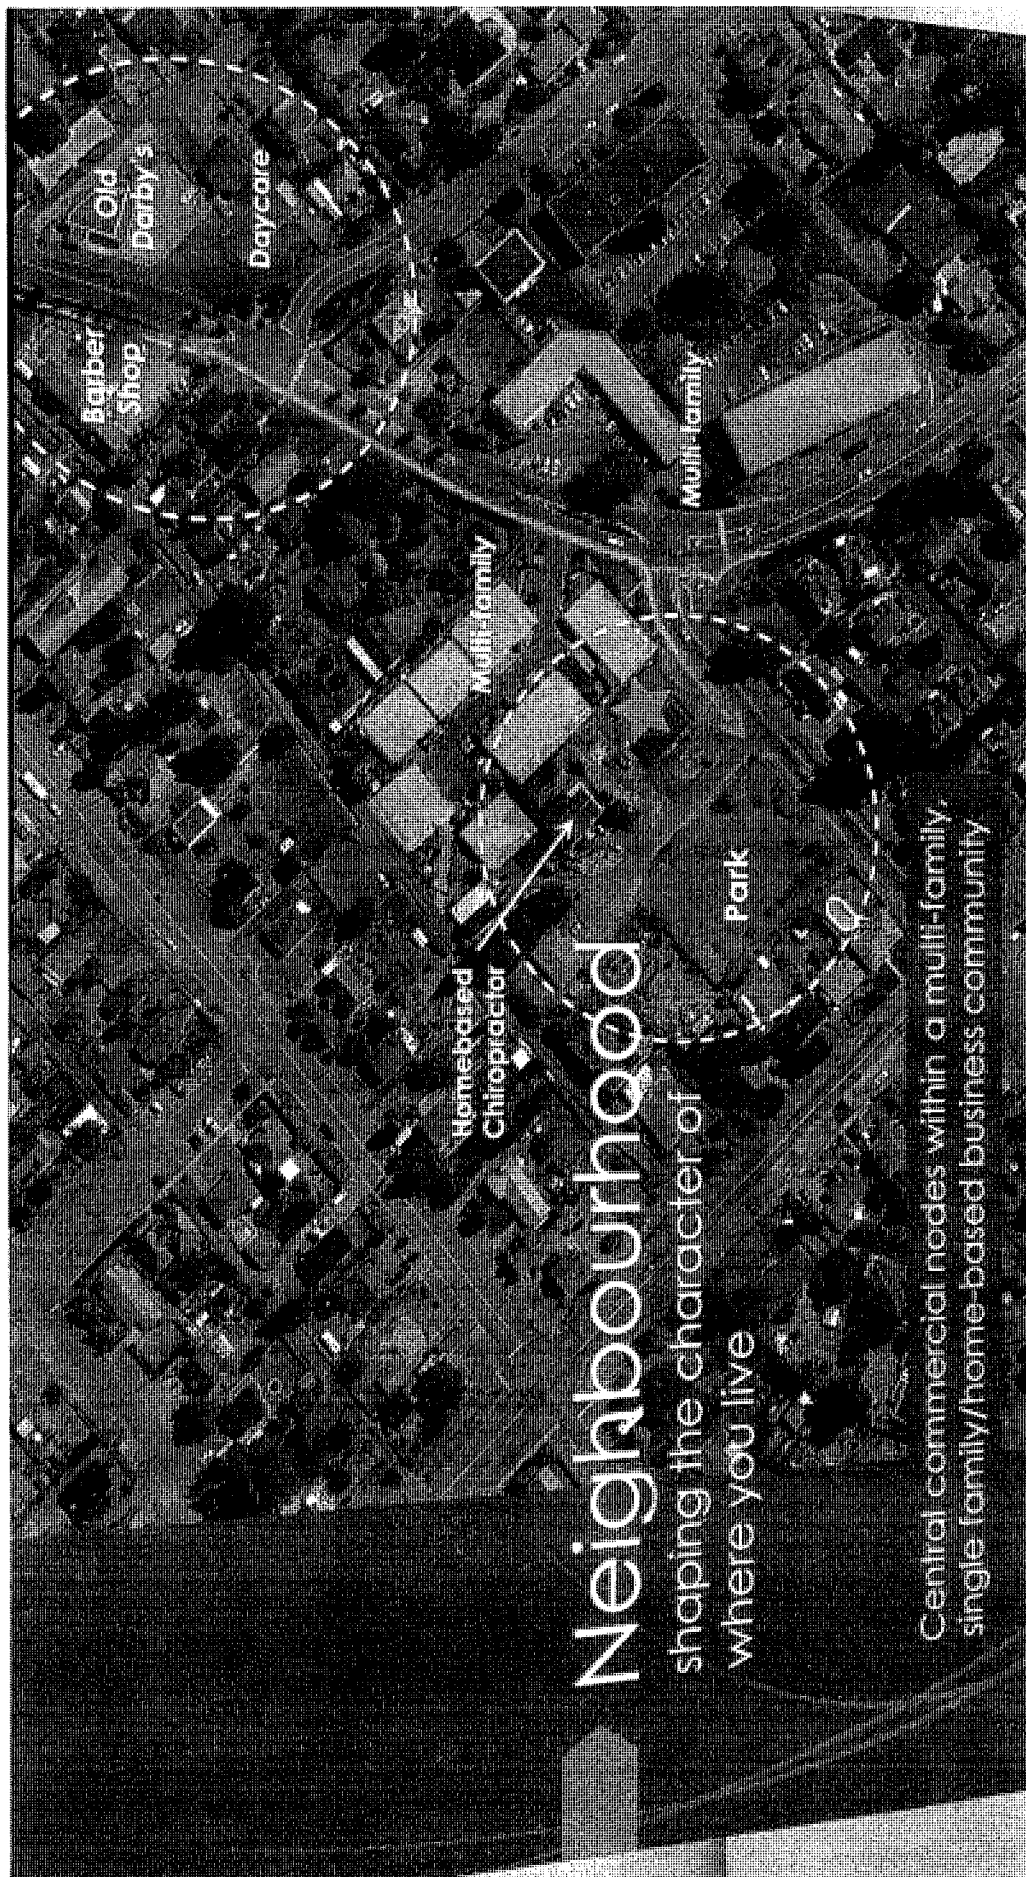 Neighbourhood
shaping the character of
where you live
Central commercial nodes within a multi-family,
single family/home-based business community
Homebased
Chiropractor
Park
Multi-family
Multi-family
Barber
Shop
Old
Darby's
Daycare